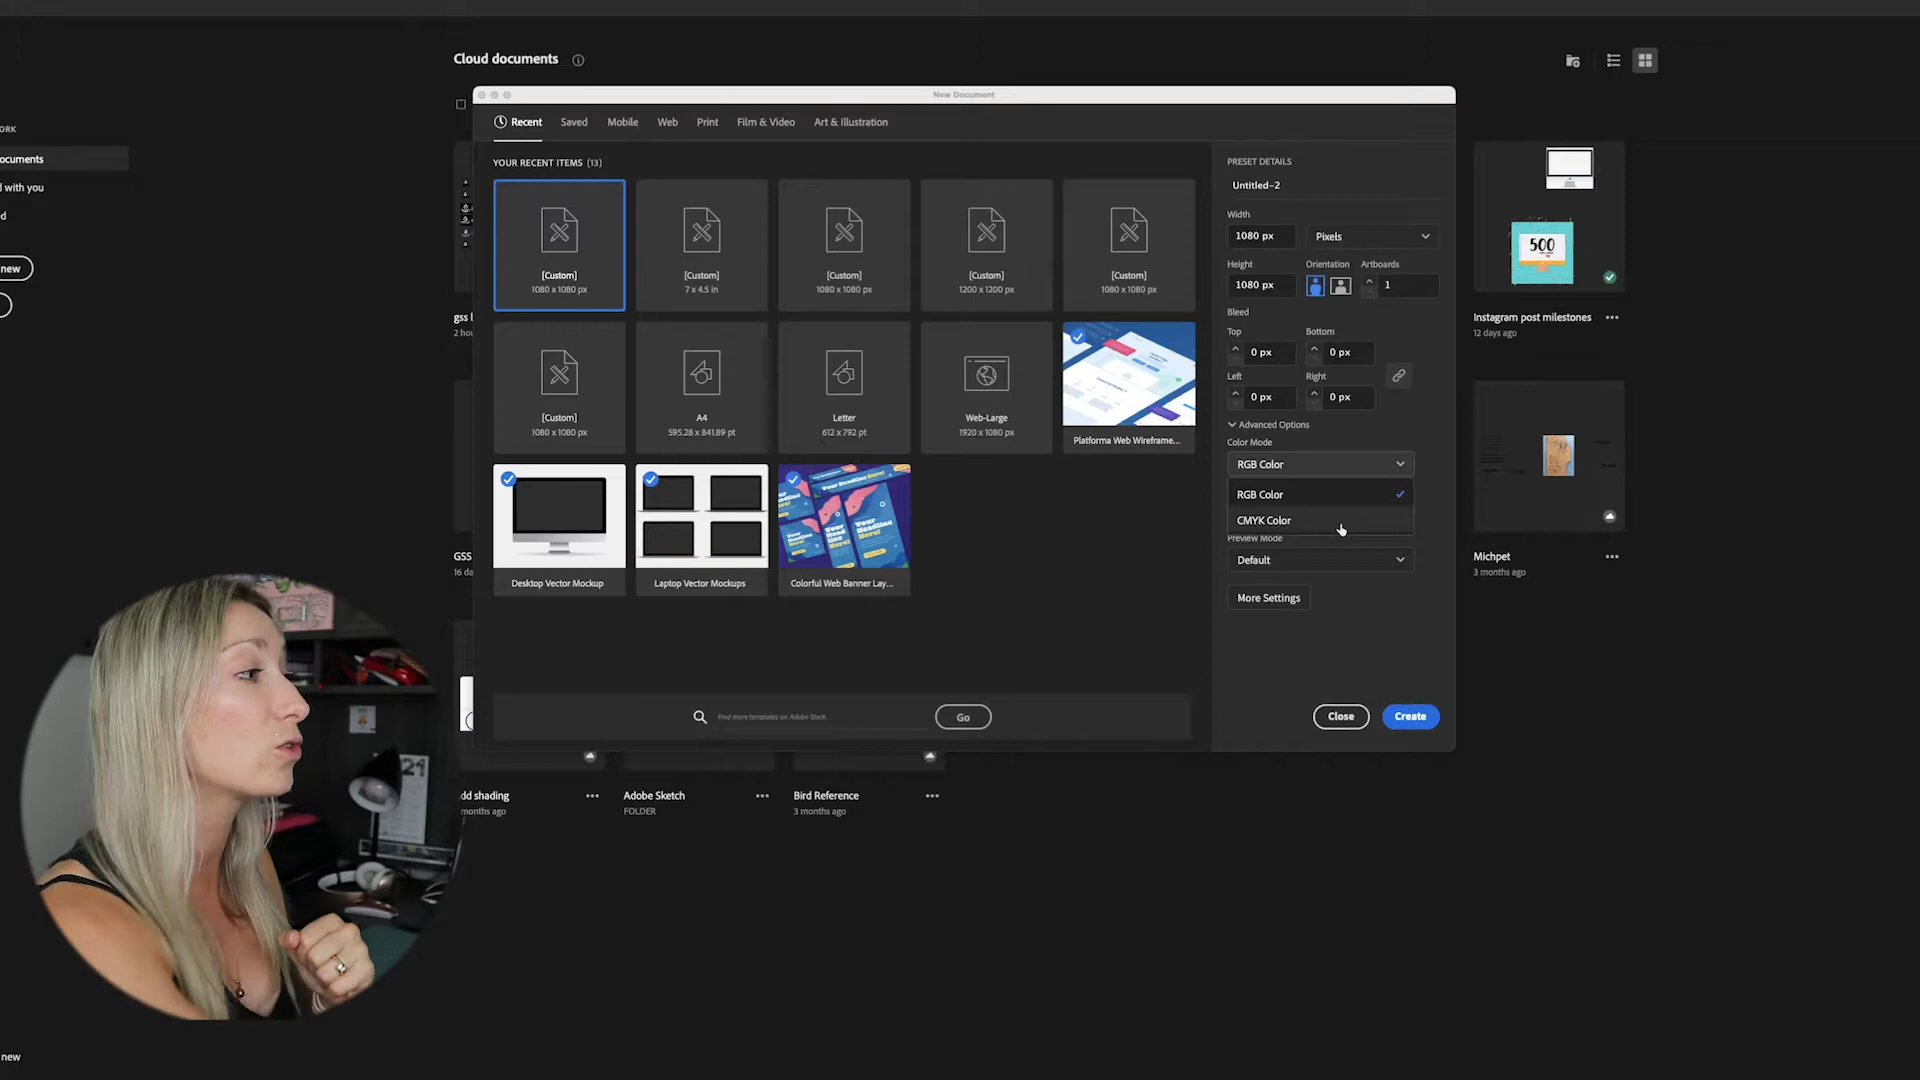 Cloud documents
New Document
ORK
ocuments
d with you
d
new
Recent
Saved
Mobile
Web
Print
Film & Video
Art & Illustration
YOUR RECENT ITEMS (13)
[Custom]
1080 x 1080 px
[Custom]
7 x 4.5 in
[Custom]
1080 x 1080 px
[Custom]
1200 x 1200 px
[Custom]
1080 x 1080 px
[Custom]
1080 x 1080 px
A4
595.28 x 841.89 pt
Letter
612 x 792 pt
Web-Large
1920 x 1080 px
Platforma Web Wireframe...
Desktop Vector Mockup
Laptop Vector Mockups
Your Headline Here!
Colorful Web Banner Lay...
Find more templates on Adobe Stock
Go
PRESET DETAILS
Untitled-2
Width
1080 px
Pixels
Height
Orientation
Artboards
1080 px
1
Bleed
Top
Bottom
0 px
0 px
Left
Right
0 px
0 px
Advanced Options
Color Mode
RGB Color
RGB Color
CMYK Color
Preview Mode
Default
More Settings
Close
Create
500
Instagram post milestones
12 days ago
Michpet
3 months ago
gss l
2 hou
GSS
16 da
dd shading
months ago
Adobe Sketch
FOLDER
Bird Reference
3 months ago
21
new